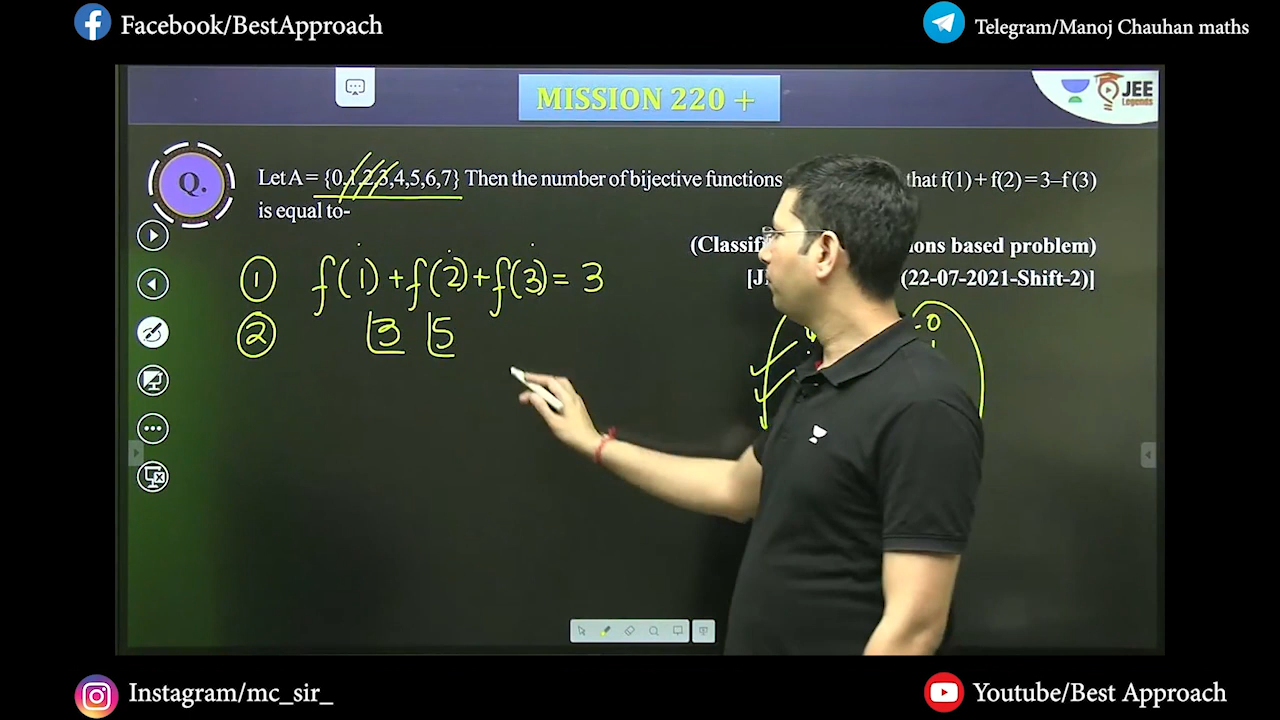 Facebook/BestApproach
Telegram/Manoj Chauhan maths
MISSION 220 +
JEE
Legends
Q.
Let A = {0,1,2,3,4,5,6,7} Then the number of bijective functions that f(1) + f(2) = 3–f(3)
is equal to-
(Classif ons based problem)
(22-07-2021-Shift-2)]
① f(1)+f(2)+f(3)= 3
② 3 5
0
Instagram/mc_sir_
Youtube/Best Approach